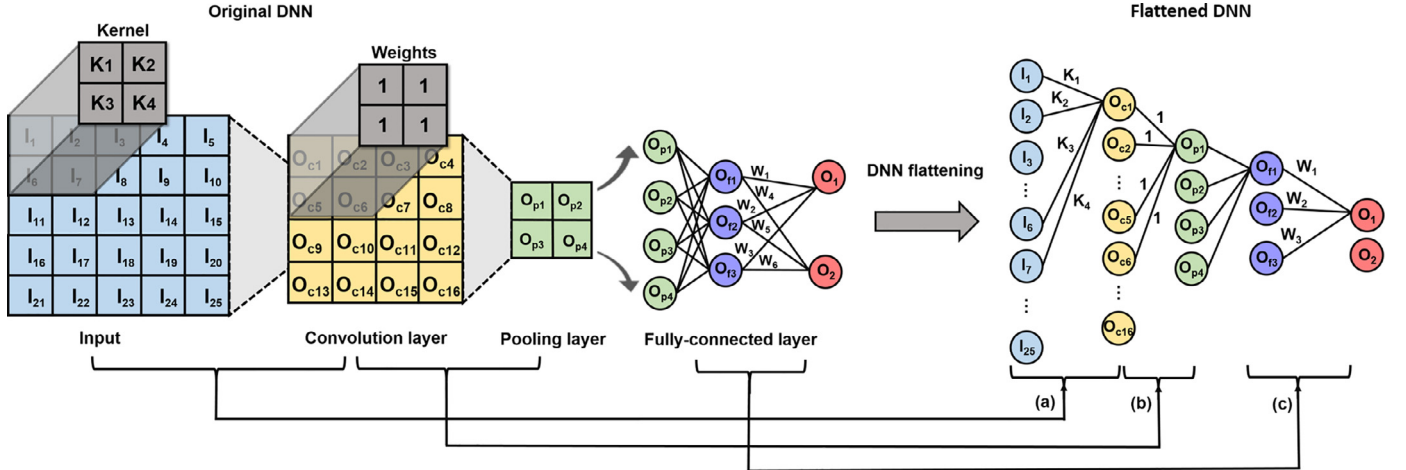 Original DNN
Flattened DNN
Kernel
K1 K2
K3 K4
I1 I2 I3 I4 I5
I6 I7 I8 I9 I10
I11 I12 I13 I14 I15
I16 I17 I18 I19 I20
I21 I22 I23 I24 I25
Weights
1 1
1 1
Oc1 Oc2 Oc3 Oc4
Oc5 Oc6 Oc7 Oc8
Oc9 Oc10 Oc11 Oc12
Oc13 Oc14 Oc15 Oc16
Op1 Op2
Op3 Op4
Op1
Op2
Op3
Op4
Of1
Of2
Of3
W1
W4
W2
W5
W3
W6
O1
O2
DNN flattening
I1
I2
I3
⋮
I6
I7
⋮
I25
K1
K2
K3
K4
Oc1
Oc2
⋮
Oc5
Oc6
⋮
Oc16
1
1
1
1
Op1
Op2
Op3
Op4
Of1
Of2
Of3
W1
W2
W3
O1
O2
Input
Convolution layer
Pooling layer
Fully-connected layer
(a)
(b)
(c)